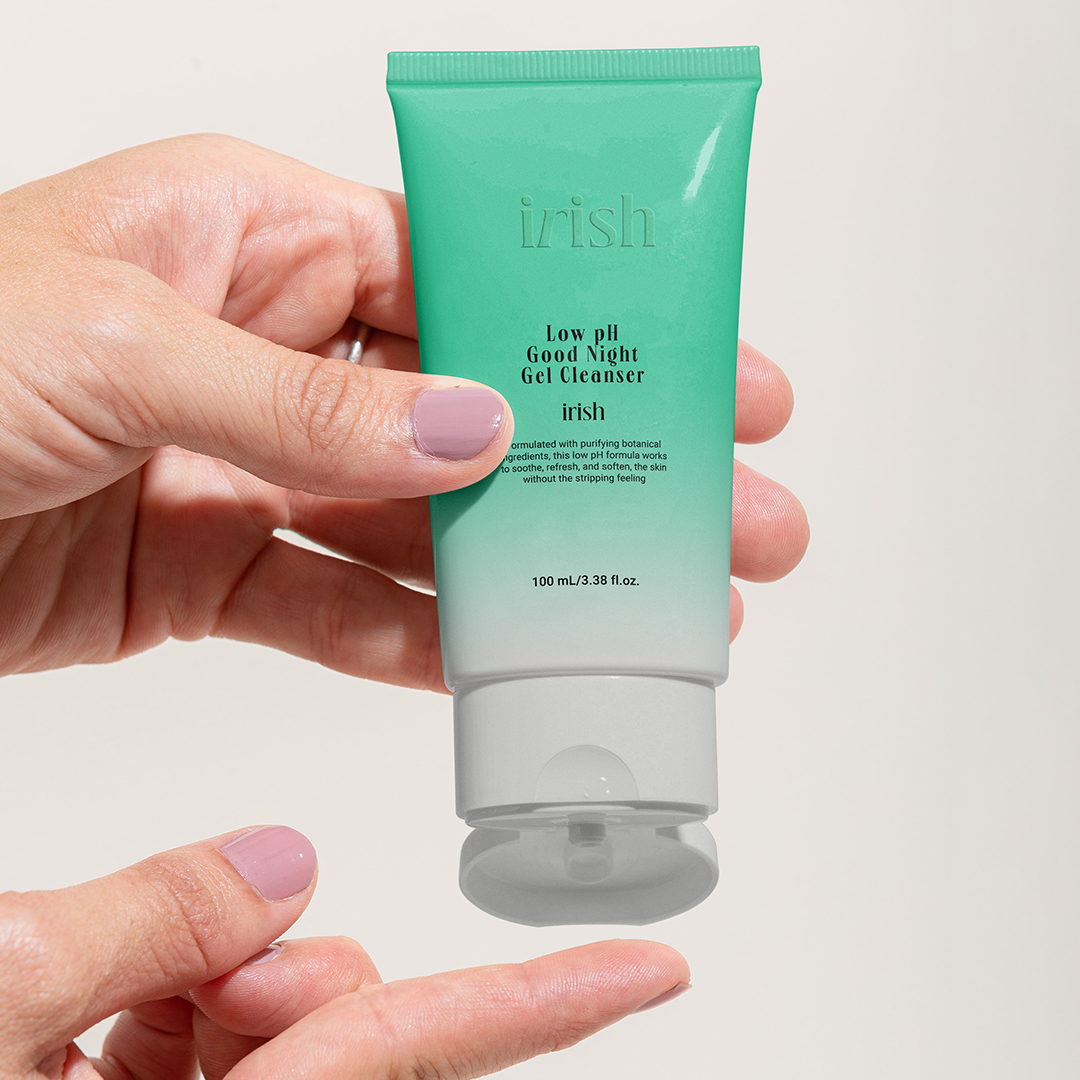 irish
Low pH
Good Night
Gel Cleanser
irish
ormulated with purifying botanical
ngredients, this low pH formula works
to soothe, refresh, and soften, the skin
without the stripping feeling
100 mL/3.38 fl.oz.